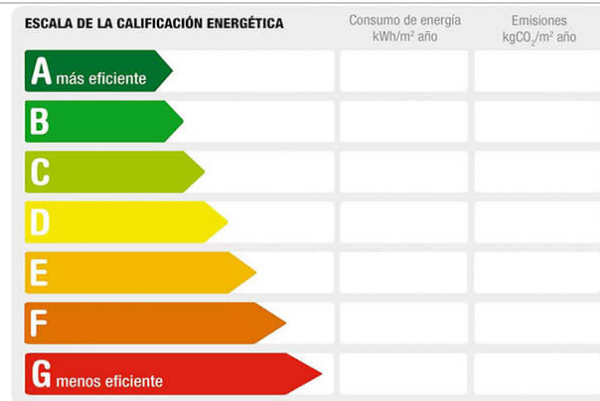 ESCALA DE LA CALIFICACIÓN ENERGÉTICA
Consumo de energía
kWh/m² año
Emisiones
kgCO₂/m² año
A más eficiente
B
C
D
E
F
G menos eficiente